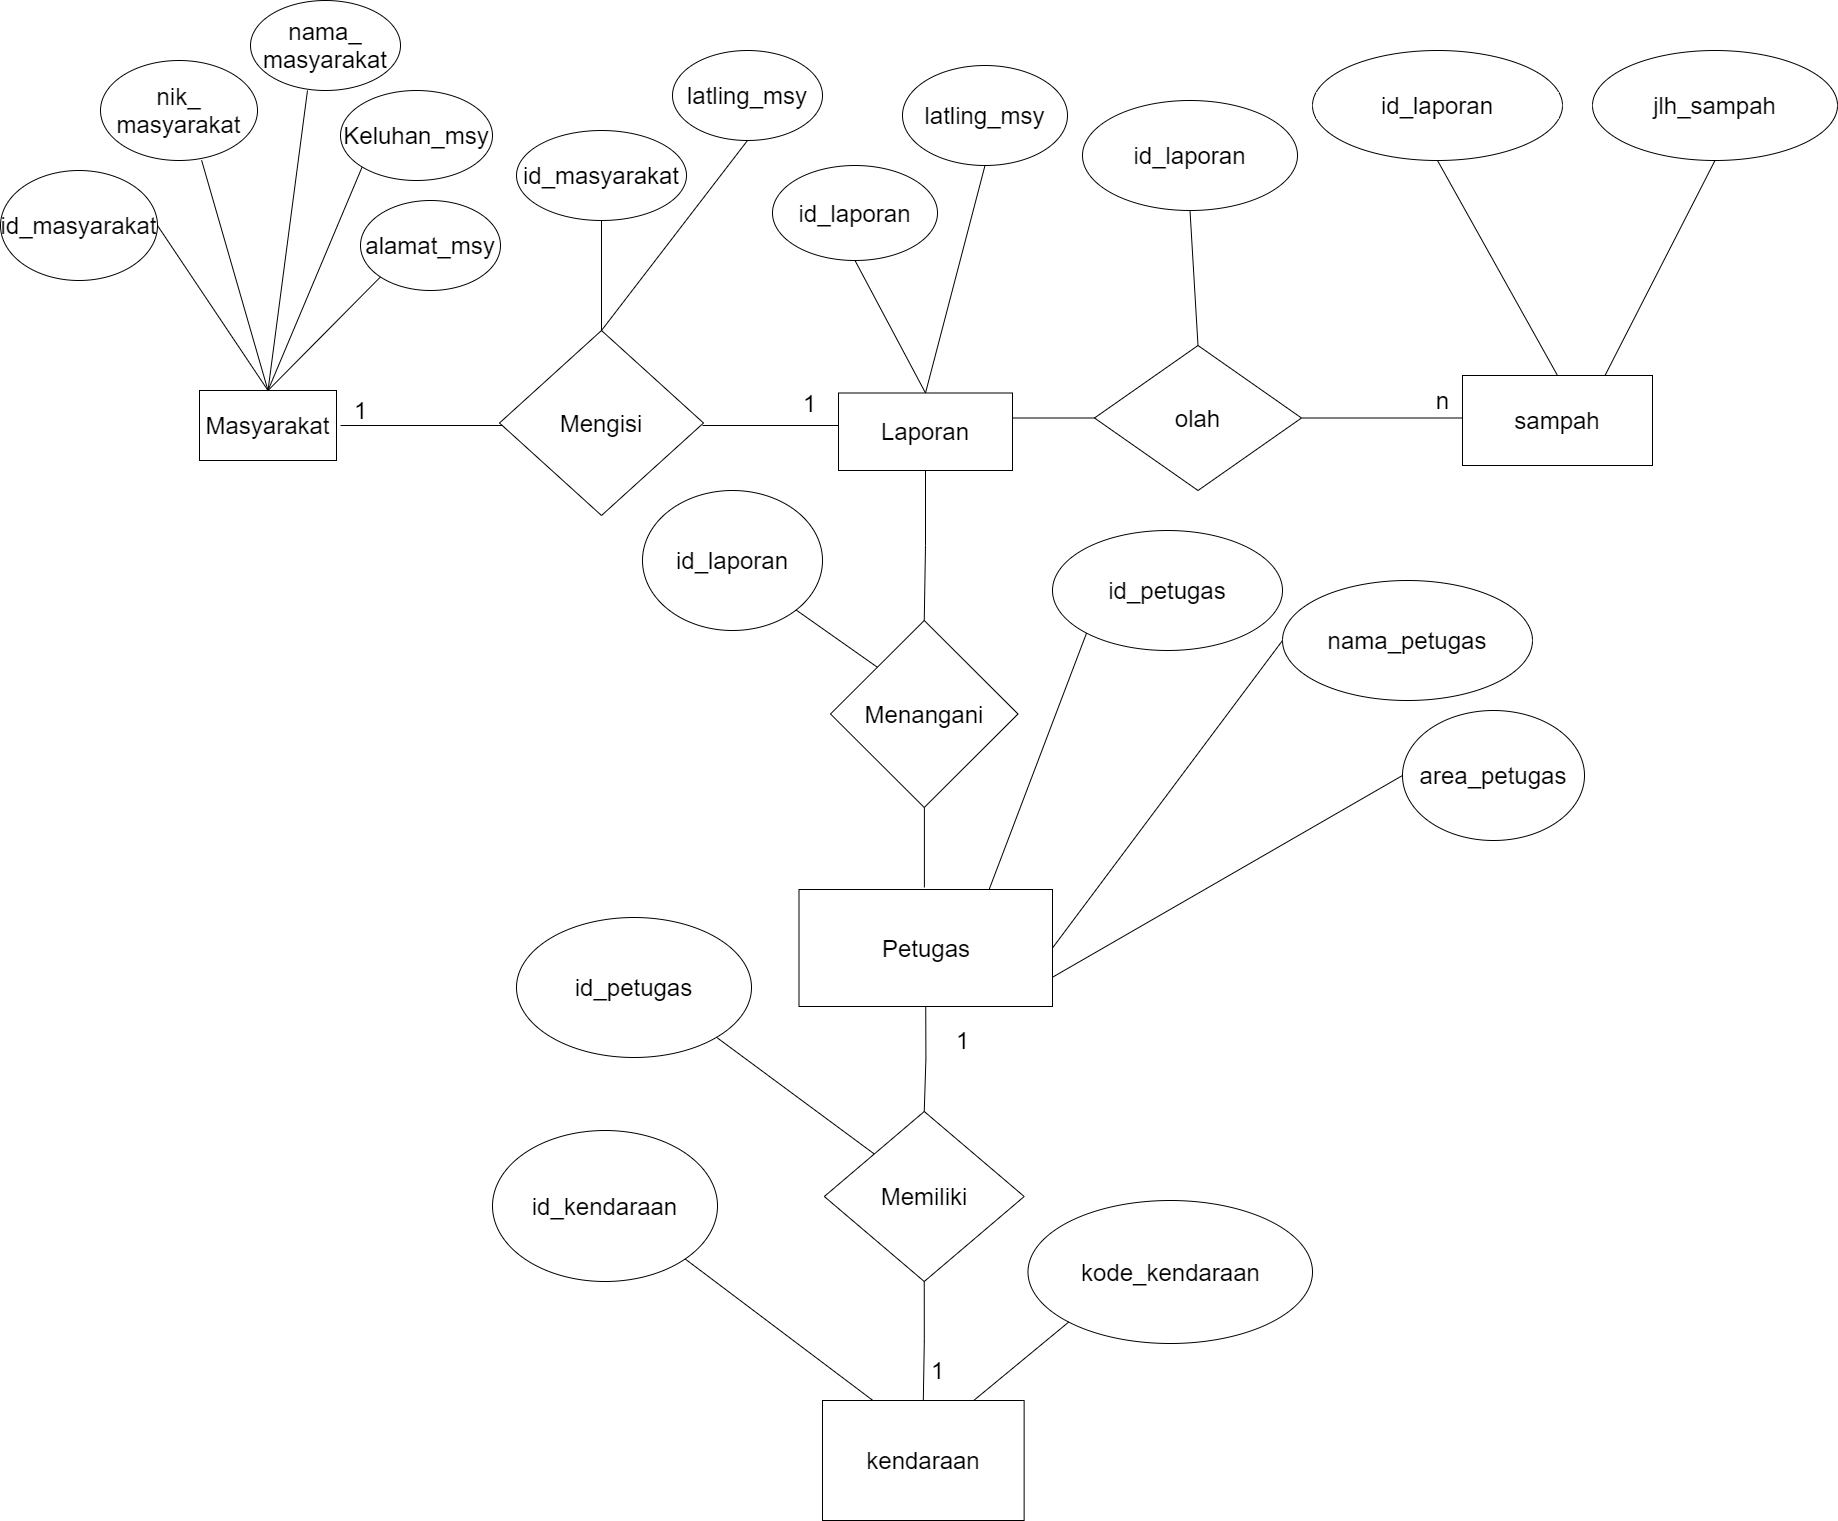 nama_
masyarakat
nik_
masyarakat
Keluhan_msy
id_masyarakat
alamat_msy
latling_msy
id_masyarakat
latling_msy
id_laporan
id_laporan
id_laporan
jlh_sampah
Masyarakat
1
Mengisi
1
Laporan
olah
n
sampah
id_laporan
Menangani
id_petugas
nama_petugas
area_petugas
Petugas
id_petugas
1
Memiliki
id_kendaraan
kode_kendaraan
1
kendaraan